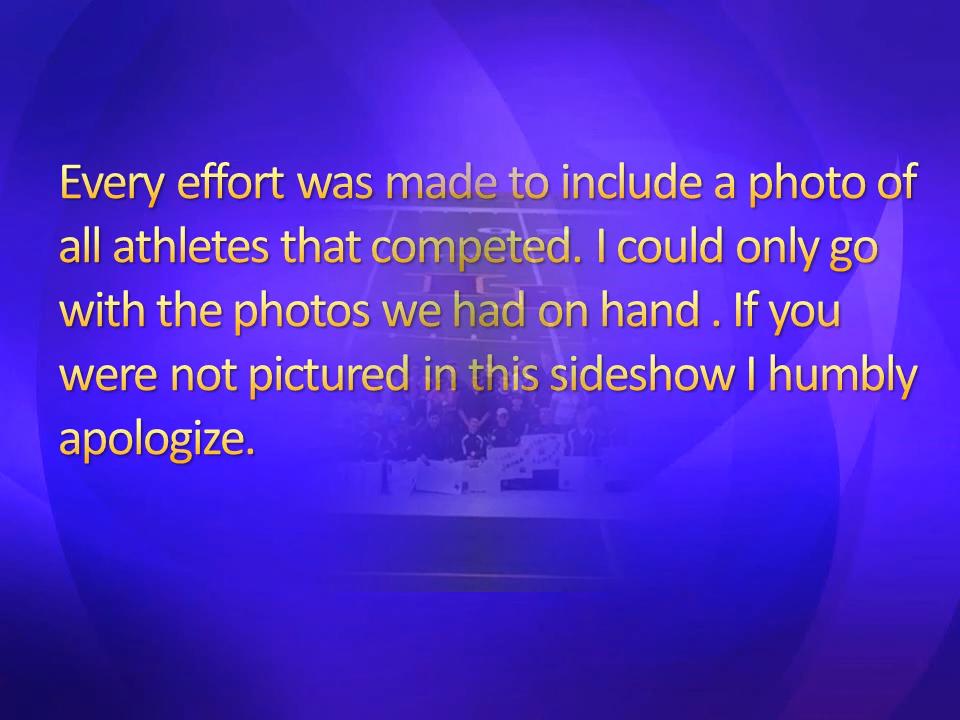 Every effort was made to include a photo of
all athletes that competed. I could only go
with the photos we had on hand . If you
were not pictured in this sideshow I humbly
apologize.